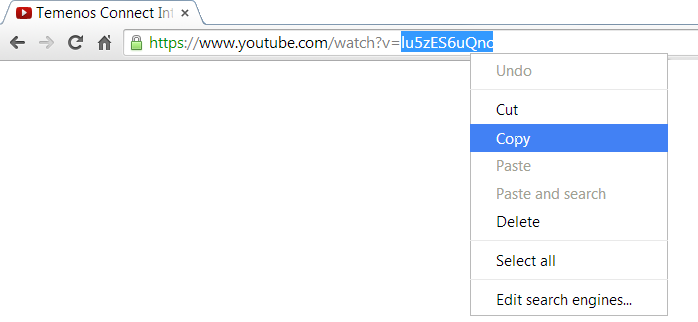 Temenos Connect Int
https://www.youtube.com/watch?v=lu5zES6uQno
Undo
Cut
Copy
Paste
Paste and search
Delete
Select all
Edit search engines...